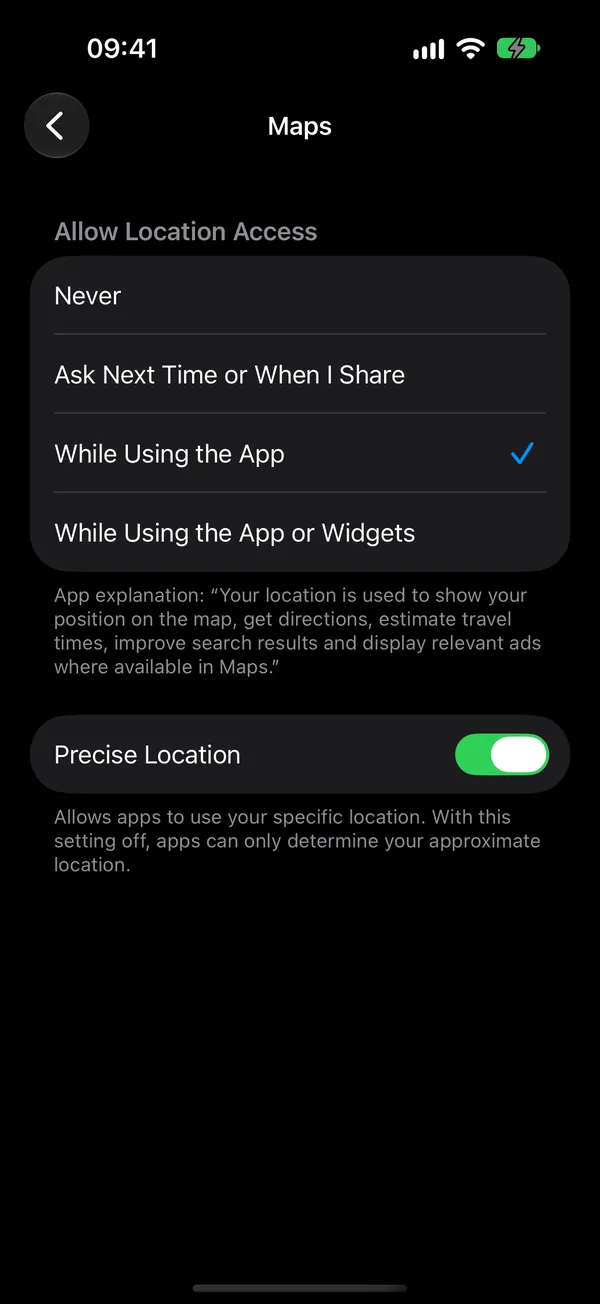 09:41
Maps
Allow Location Access
Never
Ask Next Time or When I Share
While Using the App
While Using the App or Widgets
App explanation: “Your location is used to show your
position on the map, get directions, estimate travel
times, improve search results and display relevant ads
where available in Maps.”
Precise Location
Allows apps to use your specific location. With this
setting off, apps can only determine your approximate
location.